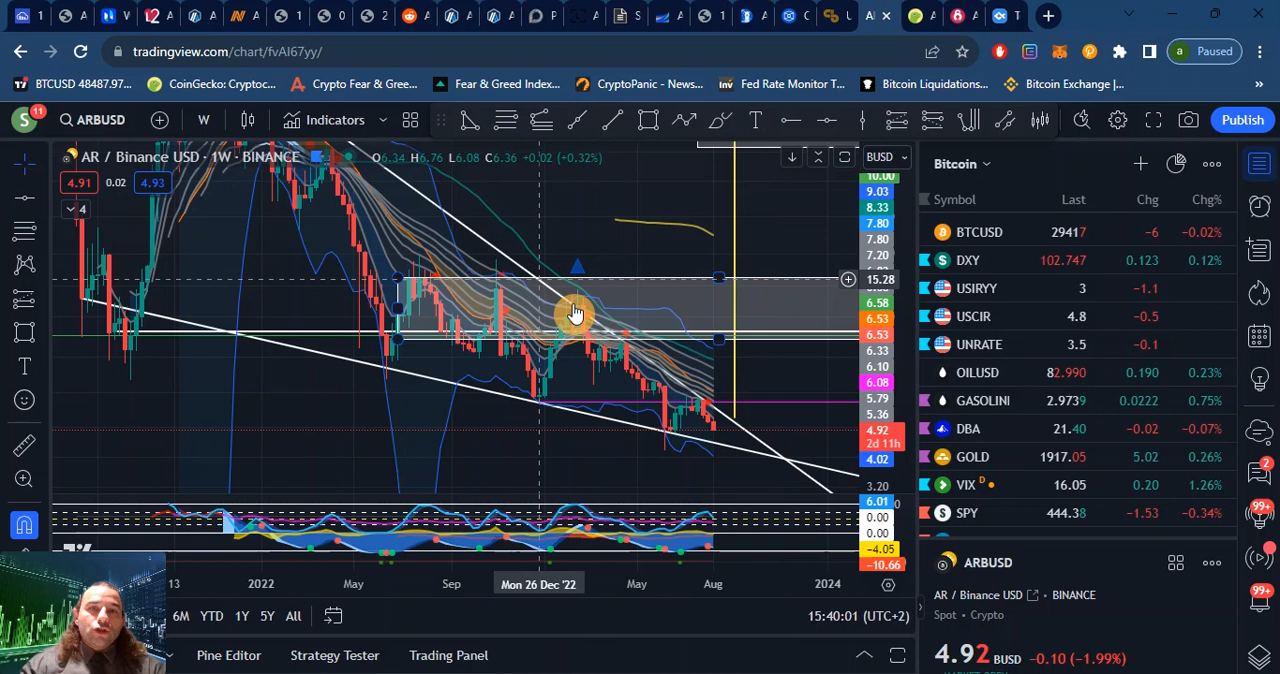 tradingview.com/chart/fvAI67yy/
a Paused
BTCUSD 48487.97...
CoinGecko: Cryptoc...
Crypto Fear & Greed...
Fear & Greed Index...
CryptoPanic - News...
Fed Rate Monitor T...
Bitcoin Liquidations...
Bitcoin Exchange |...
»
S 11
ARBUSD
W
Indicators
Publish
AR / Binance USD · 1W · BINANCE
O6.34 H6.76 L6.08 C6.36 +0.02 (+0.32%)
BUSD
4.91 0.02 4.93
4
10.00
9.03
8.33
7.80
7.80
7.20
15.28
6.58
6.53
6.53
6.33
6.10
6.08
5.79
5.36
4.92
2d 11h
4.02
3.20
6.01
0.00
0.00
−4.05
−10.66
13 2022 May Sep Mon 26 Dec '22 May Aug 2024
6M YTD 1Y 5Y All
15:40:01 (UTC+2)
Pine Editor Strategy Tester Trading Panel
Bitcoin
Symbol Last Chg Chg%
BTCUSD 29417 −6 −0.02%
DXY 102.747 0.123 0.12%
USIRYY 3 −0.1
USCIR 4.8 −0.5
UNRATE 3.5 −0.1
OILUSD 82.990 0.190 0.23%
GASOLINI 2.9739 0.0222 0.75%
DBA 21.40 −0.02 −0.07%
GOLD 1917.05 5.02 0.26%
VIX D 16.05 0.20 1.26%
SPY 444.38 −1.53 −0.34%
ARBUSD
AR / Binance USD BINANCE
Spot Crypto
4.92 BUSD −0.10 (−1.99%)
2
99+
99+